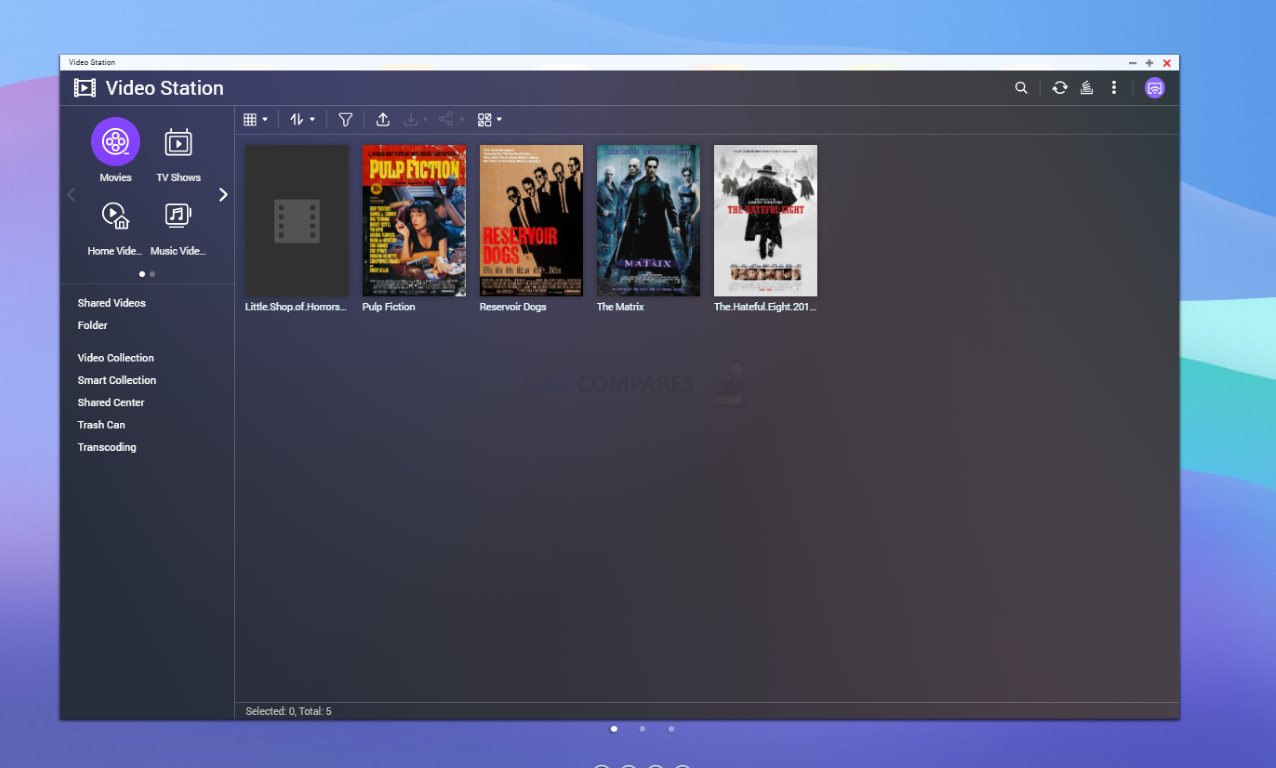 Video Station
Video Station
Movies
TV Shows
Home Vide...
Music Vide...
Shared Videos
Folder
Video Collection
Smart Collection
Shared Center
Trash Can
Transcoding
PULP FICTION
RESERVOIR
DOGS
MATRIX
THE HATEFUL EIGHT
Little.Shop.of.Horrors...
Pulp Fiction
Reservoir Dogs
The Matrix
The.Hateful.Eight.201...
COMPARES
Selected: 0, Total: 5